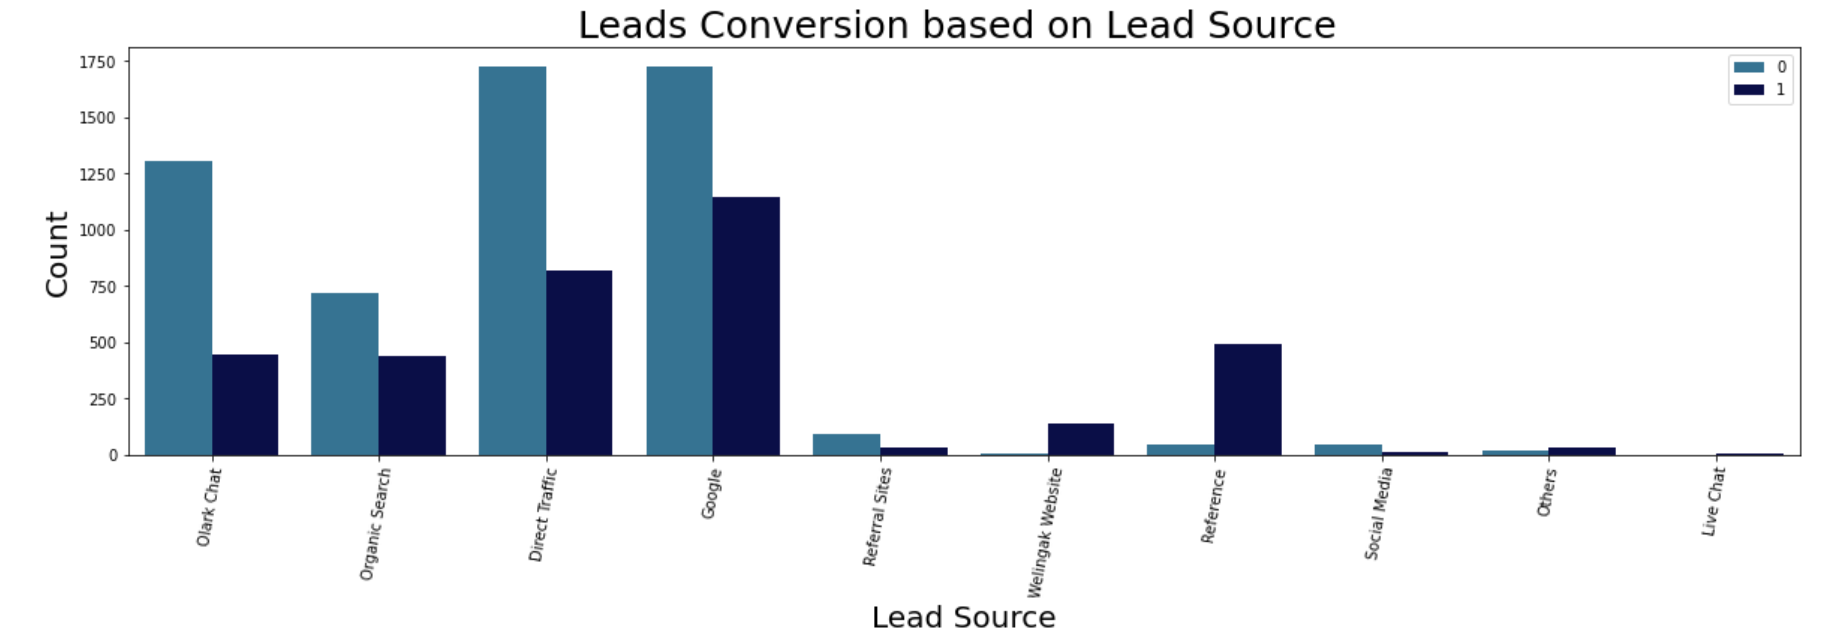 Leads Conversion based on Lead Source
1750
1500
1250
1000
750
500
250
0
Count
0
1
Olark Chat
Organic Search
Direct Traffic
Google
Referral Sites
Welingak Website
Reference
Social Media
Others
Live Chat
Lead Source